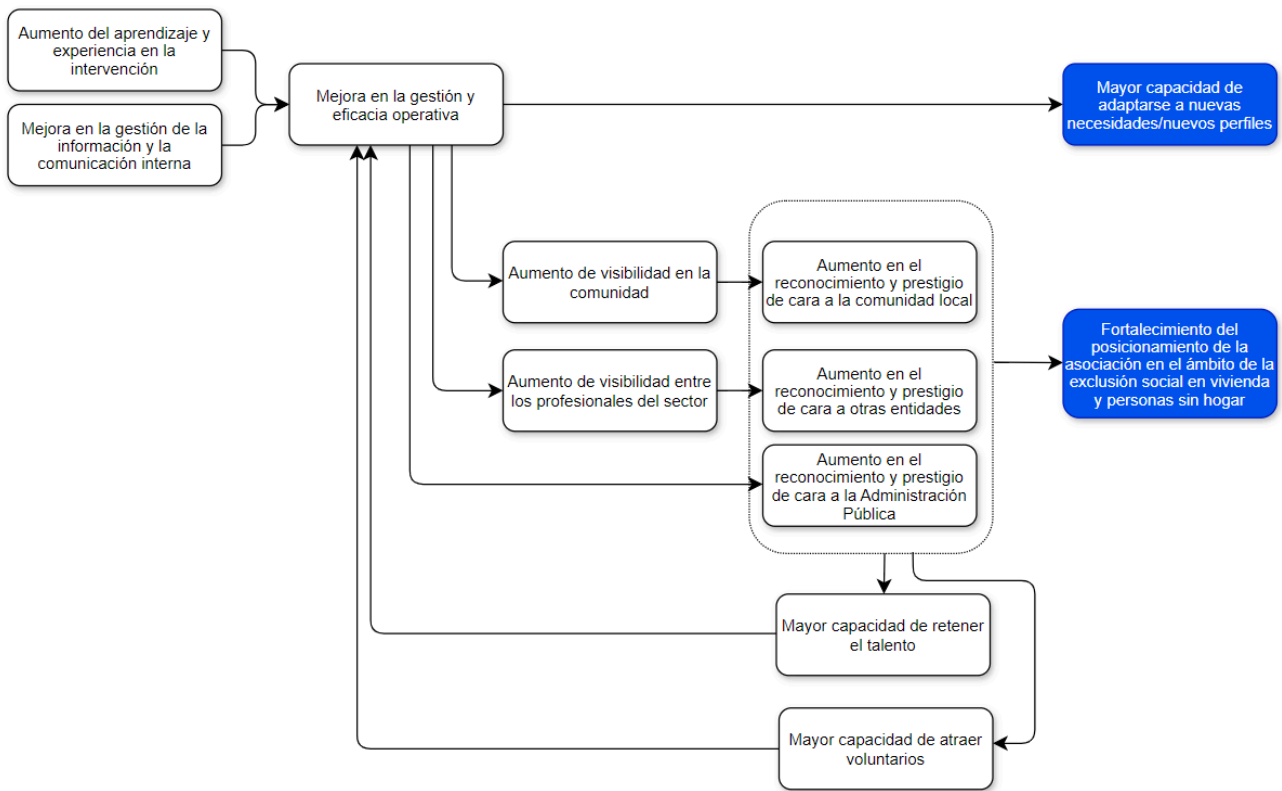 Aumento del aprendizaje y
experiencia en la
intervención
Mejora en la gestión de la
información y la
comunicación interna
Mejora en la gestión y
eficacia operativa
Mayor capacidad de
adaptarse a nuevas
necesidades/nuevos perfiles
Aumento de visibilidad en la
comunidad
Aumento en el
reconocimiento y prestigio
de cara a la comunidad local
Aumento de visibilidad entre
los profesionales del sector
Aumento en el
reconocimiento y prestigio
de cara a otras entidades
Fortalecimiento del
posicionamiento de la
asociación en el ámbito de la
exclusión social en vivienda
y personas sin hogar
Aumento en el
reconocimiento y prestigio
de cara a la Administración
Pública
Mayor capacidad de retener
el talento
Mayor capacidad de atraer
voluntarios